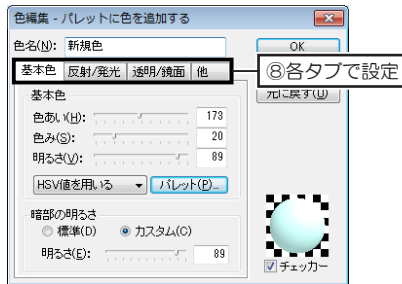 色編集 - パレットに色を追加する
色名(N): 新規色
OK
基本色 反射/発光 透明/鏡面 他
⑧各タブで設定
元に戻す(U)
基本色
色あい(H): 173
色み(S): 20
明るさ(V): 89
HSV値を用いる パレット(P)...
暗部の明るさ
標準(D) カスタム(C)
明るさ(E): 89
チェッカー